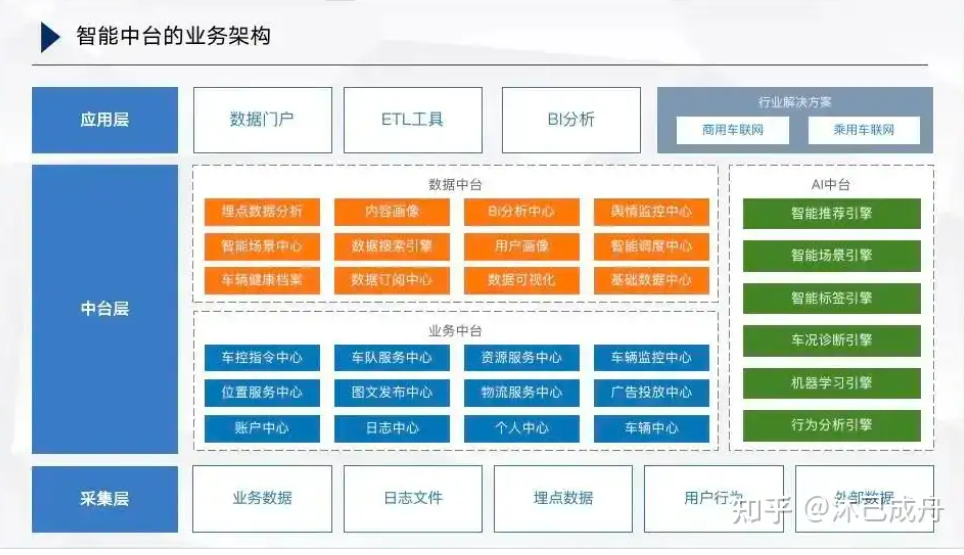 智能中台的业务架构
应用层
数据门户
ETL工具
BI分析
行业解决方案
商用车联网
乘用车联网
中台层
数据中台
埋点数据分析
内容画像
BI分析中心
舆情监控中心
智能场景中心
数据搜索引擎
用户画像
智能调度中心
车辆健康档案
数据订阅中心
数据可视化
基础数据中心
业务中台
车控指令中心
车队服务中心
资源服务中心
车辆监控中心
位置服务中心
图文发布中心
物流服务中心
广告投放中心
账户中心
日志中心
个人中心
车辆中心
AI中台
智能推荐引擎
智能场景引擎
智能标签引擎
车况诊断引擎
机器学习引擎
行为分析引擎
采集层
业务数据
日志文件
埋点数据
用户行为
外部数据
知乎 @沐已成舟